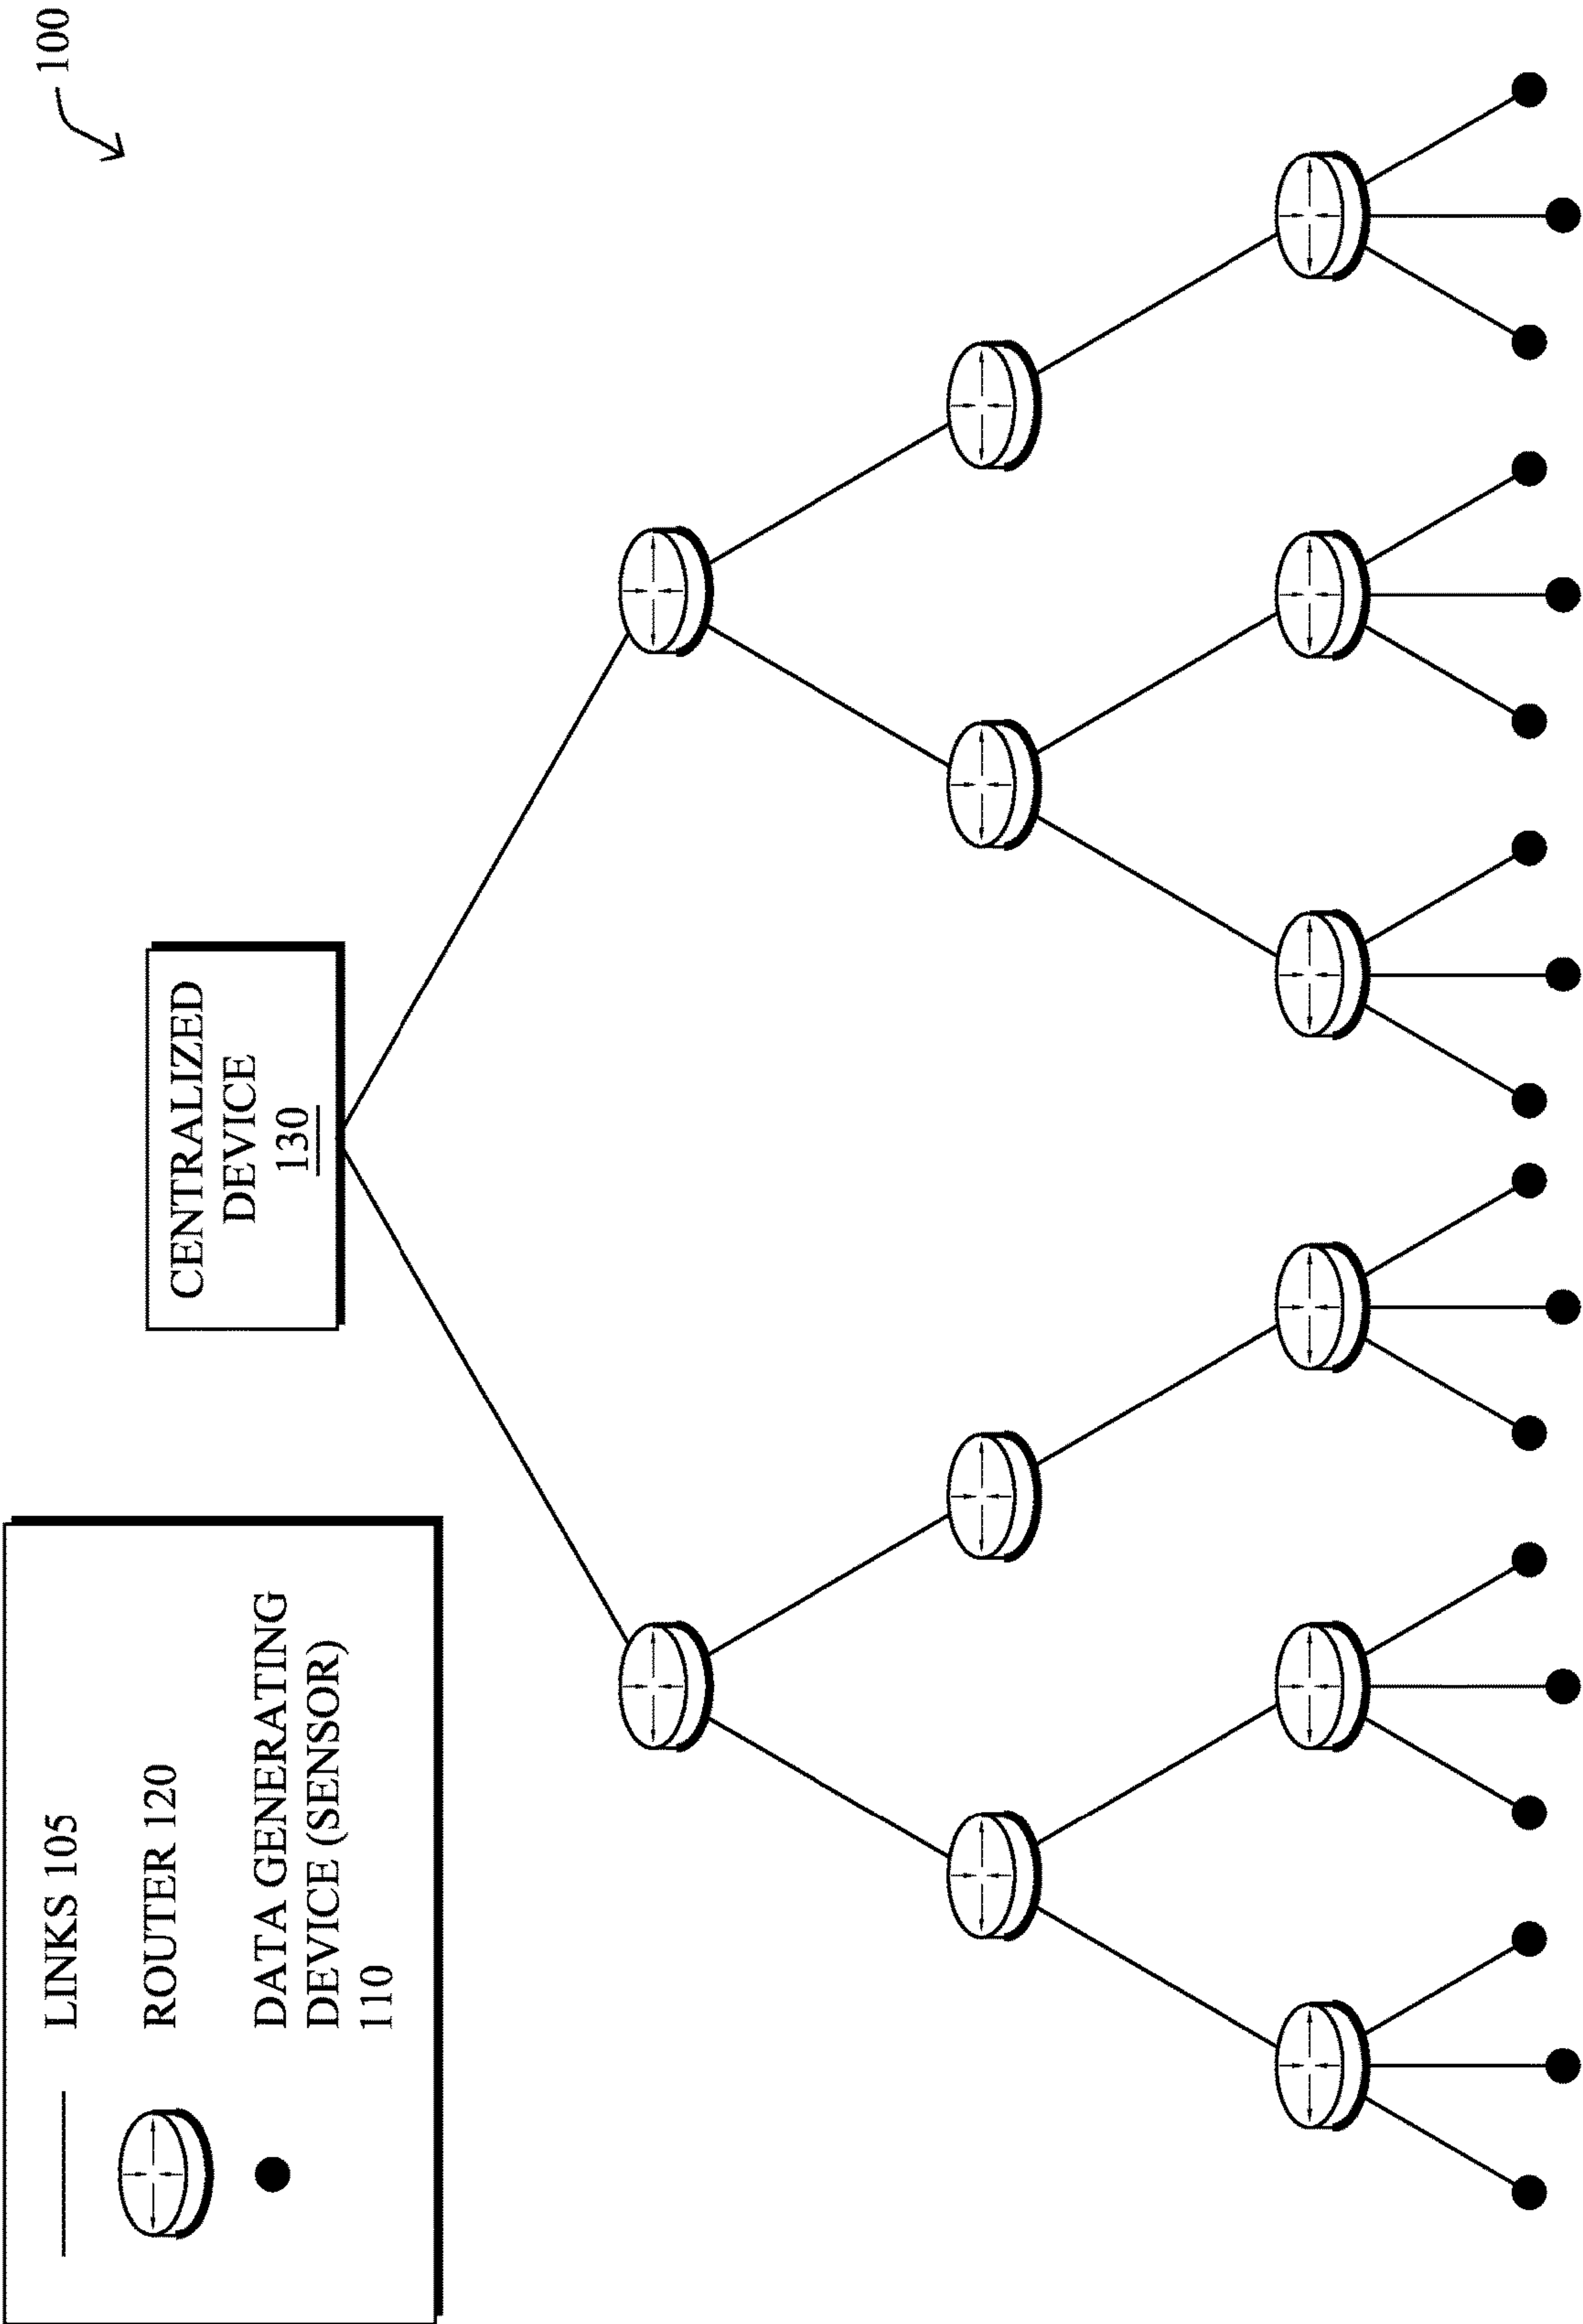 LINKS 105
ROUTER 120
DATA GENERATING
DEVICE (SENSOR)
110
CENTRALIZED
DEVICE
130
100